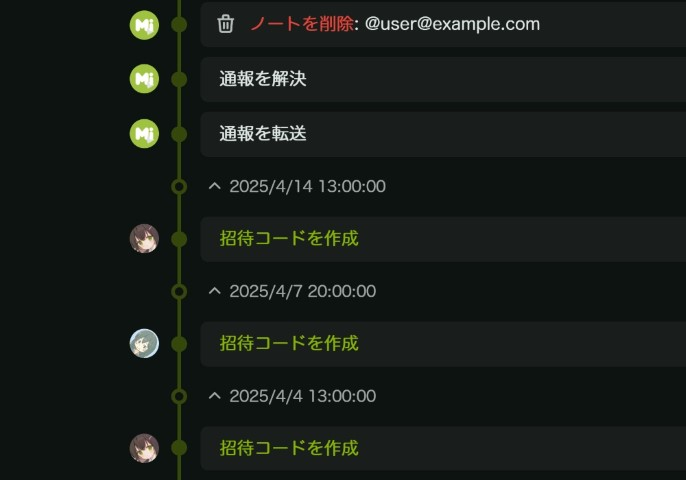 Mj ノートを削除: @user@example.com
Mj 通報を解決
Mj 通報を転送
2025/4/14 13:00:00
招待コードを作成
2025/4/7 20:00:00
招待コードを作成
2025/4/4 13:00:00
招待コードを作成